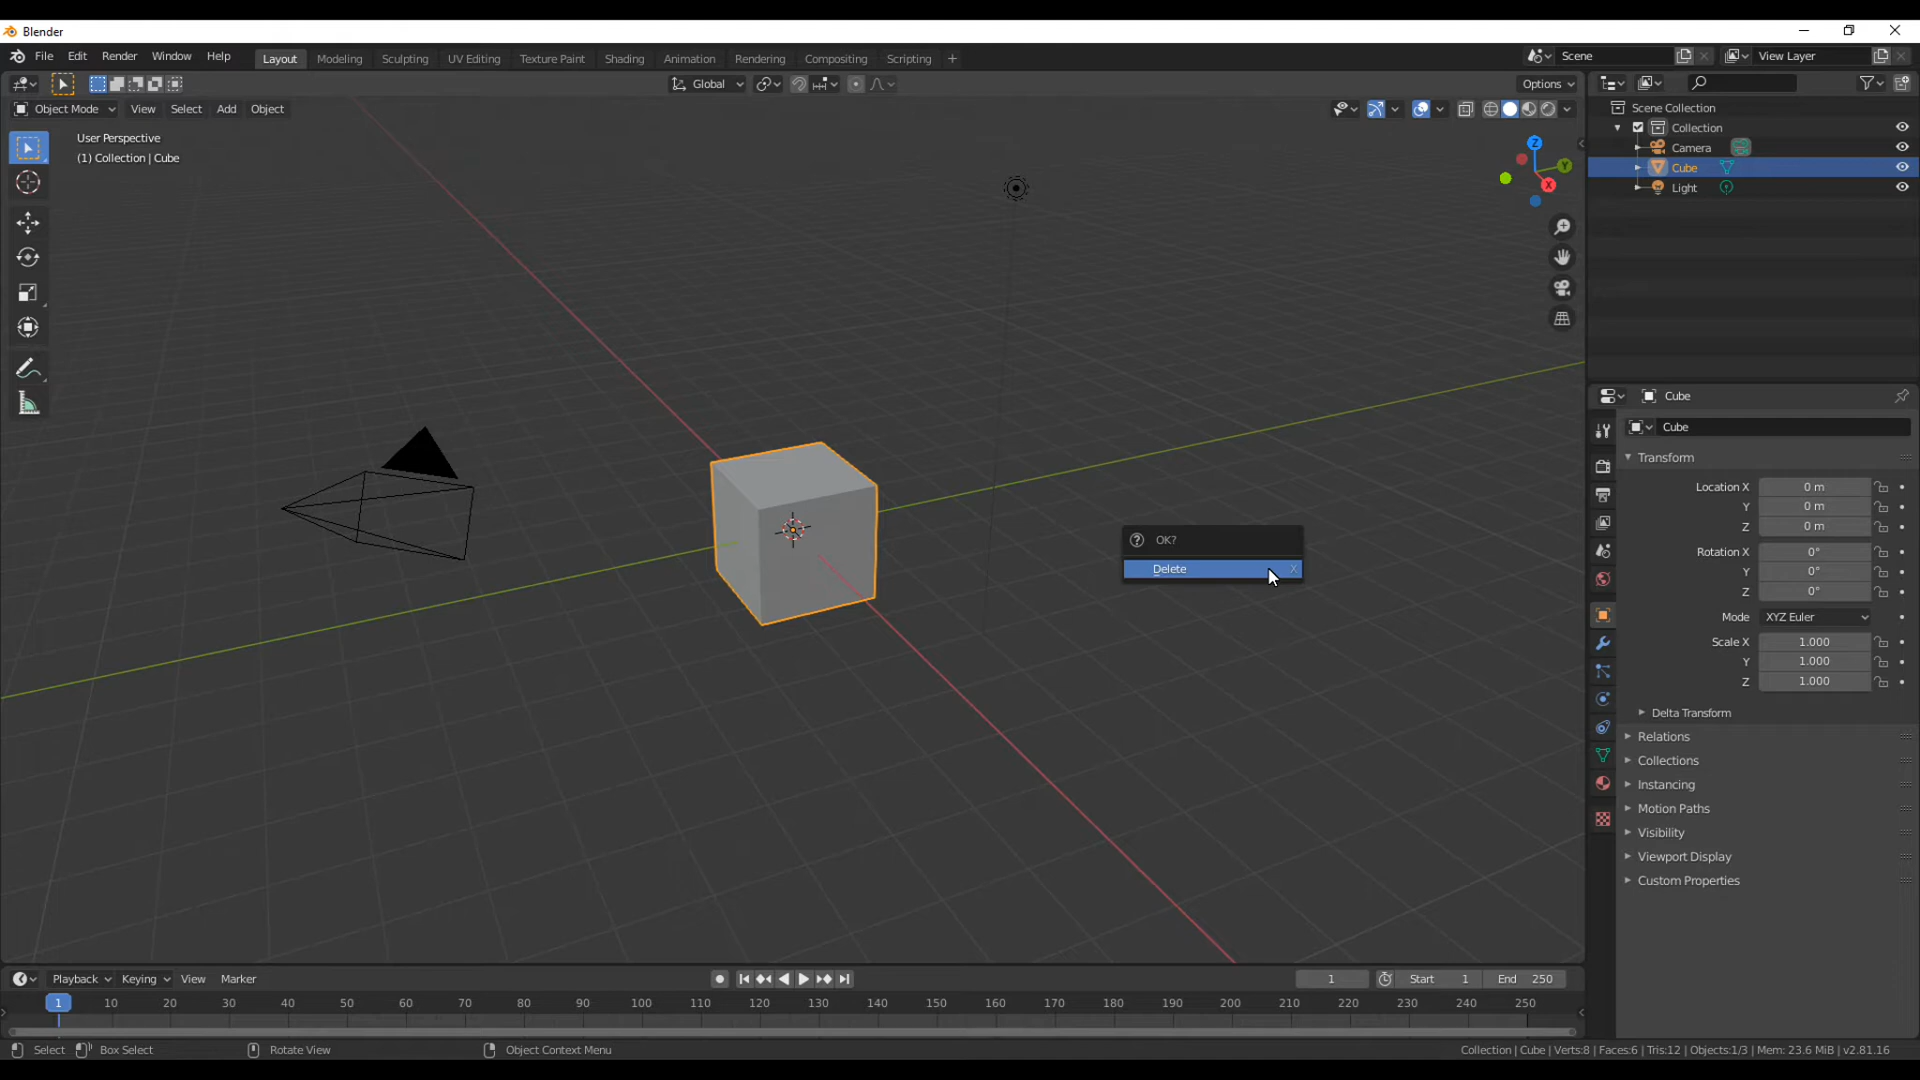 Blender
File Edit Render Window Help Layout Modeling Sculpting UV Editing Texture Paint Shading Animation Rendering Compositing Scripting + Scene View Layer
Global Options
Object Mode View Select Add Object
User Perspective
(1) Collection | Cube
Z
Y
X
Scene Collection
Collection
Camera
Cube
Light
Cube
Cube
Transform
Location X 0 m
Y 0 m
Z 0 m
Rotation X 0°
Y 0°
Z 0°
Mode XYZ Euler
Scale X 1.000
Y 1.000
Z 1.000
Delta Transform
Relations
Collections
Instancing
Motion Paths
Visibility
Viewport Display
Custom Properties
OK?
Delete X
Playback Keying View Marker 1 Start 1 End 250
1 10 20 30 40 50 60 70 80 90 100 110 120 130 140 150 160 170 180 190 200 210 220 230 240 250
Select Box Select Rotate View Object Context Menu Collection | Cube | Verts:8 | Faces:6 | Tris:12 | Objects:1/3 | Mem: 23.6 MiB | v2.81.16